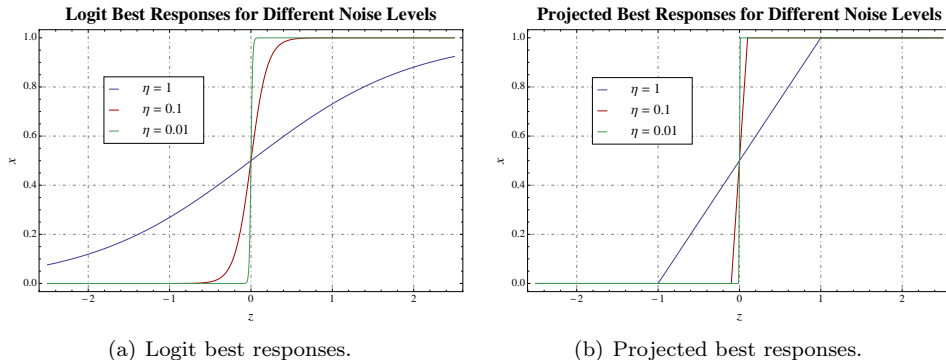 Logit Best Responses for Different Noise Levels
1.0
0.8
0.6
0.4
0.2
0.0
x
η = 1
η = 0.1
η = 0.01
−2
−1
0
1
2
z
(a) Logit best responses.
Projected Best Responses for Different Noise Levels
1.0
0.8
0.6
0.4
0.2
0.0
x
η = 1
η = 0.1
η = 0.01
−2
−1
0
1
2
z
(b) Projected best responses.